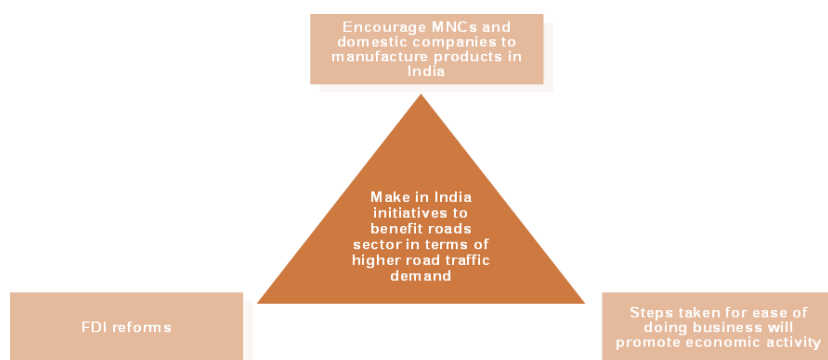 Encourage MNCs and
domestic companies to
manufacture products in
India
Make in India
initiatives to
benefit roads
sector in terms of
higher road traffic
demand
FDI reforms
Steps taken for ease of
doing business will
promote economic activity